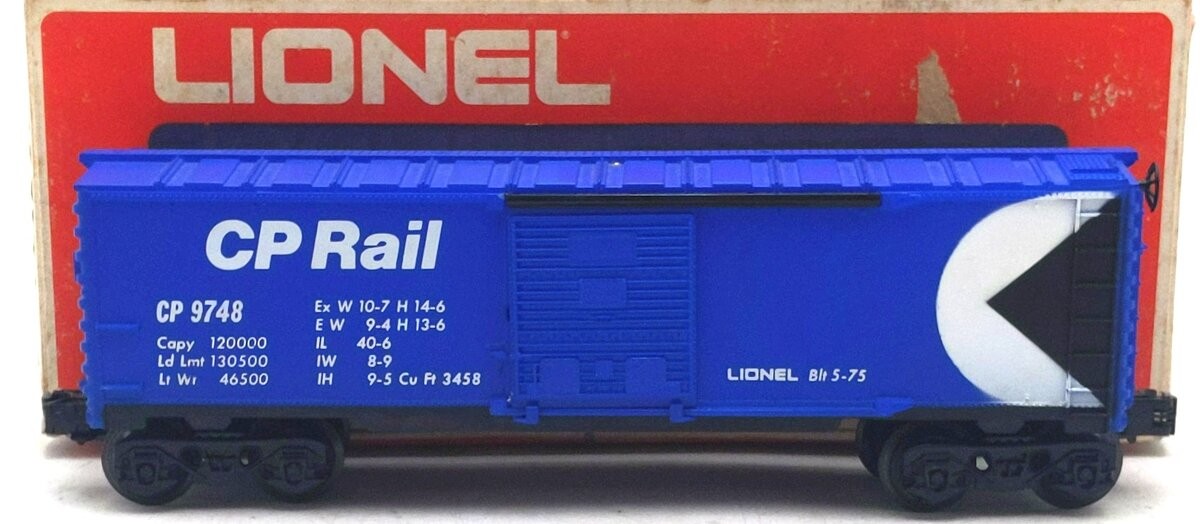 LIONEL
CP Rail
CP 9748
Capy 120000
Ld Lmt 130500
Lt Wt 46500
Ex W 10-7 H 14-6
E W 9-4 H 13-6
IL 40-6
IW 8-9
IH 9-5 Cu Ft 3458
LIONEL Blt 5-75